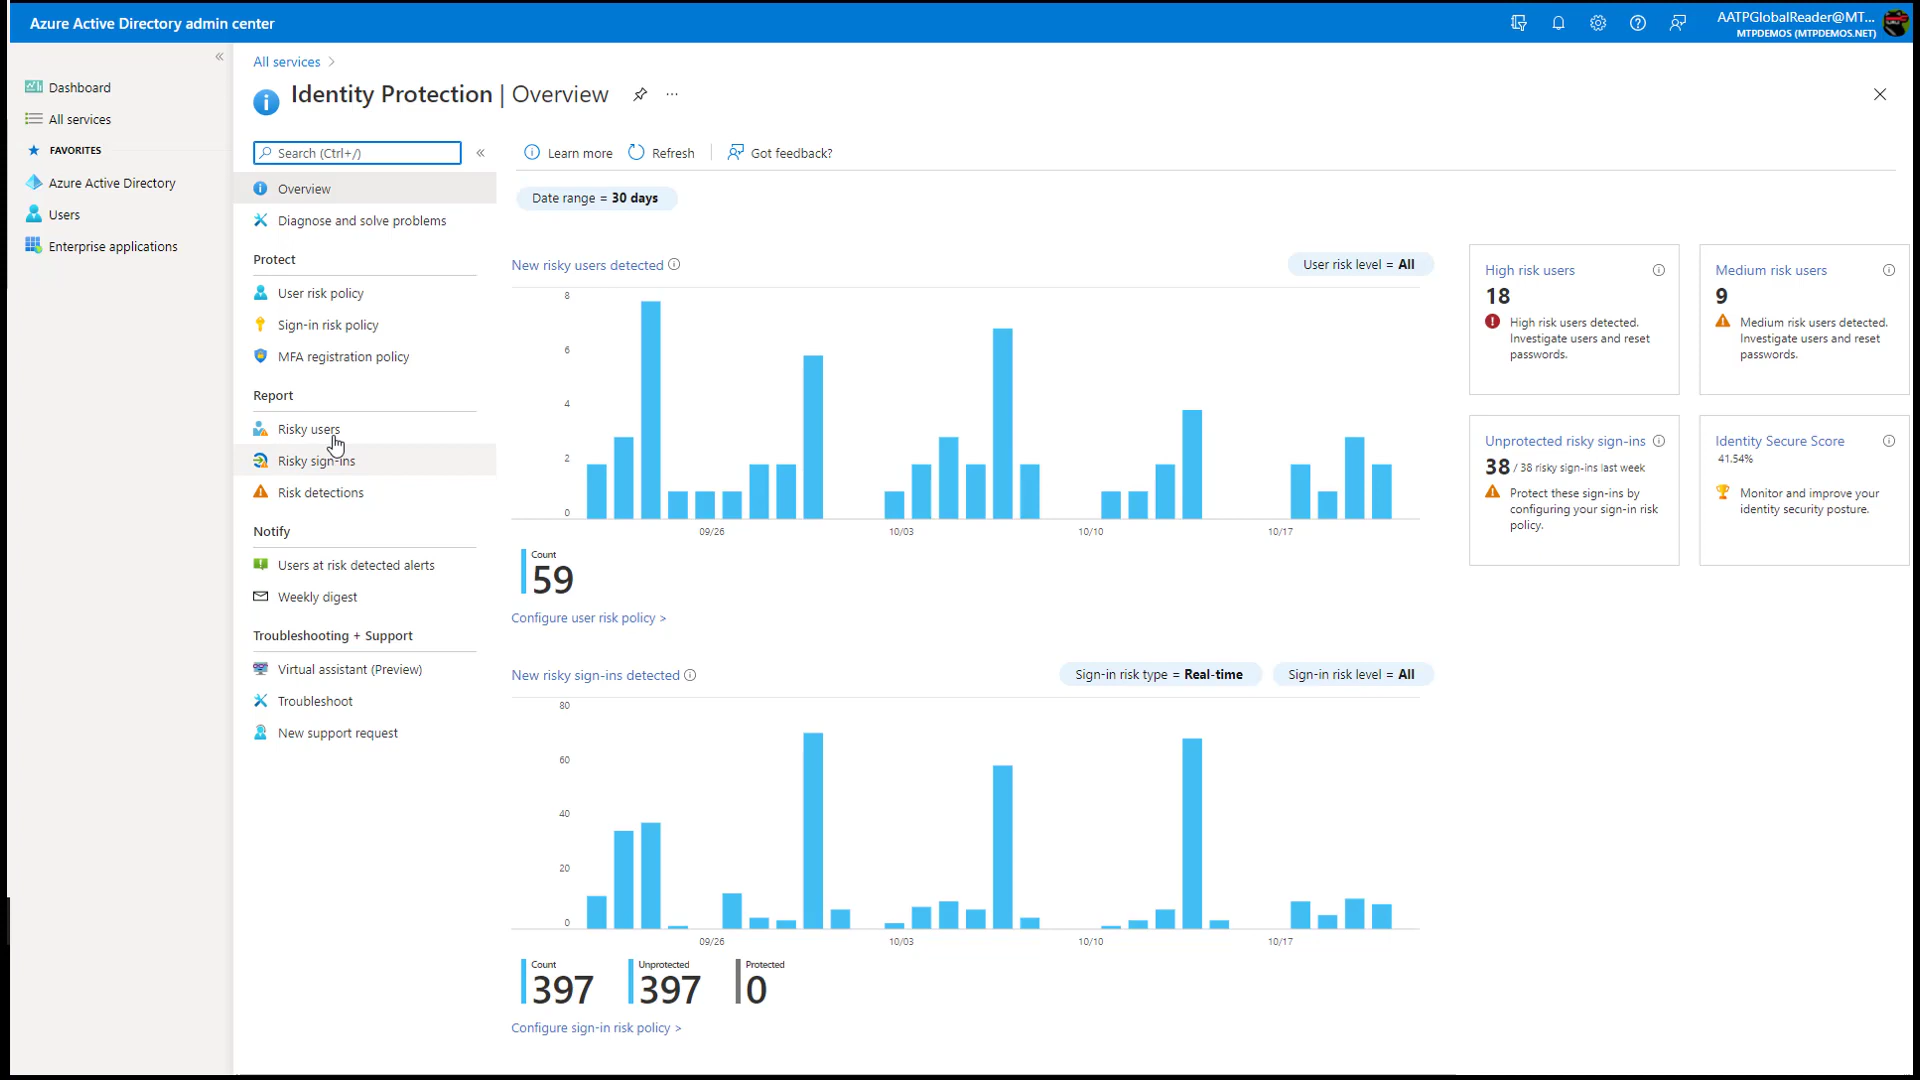 Azure Active Directory admin center
AATPGlobalReader@MT...
MTPDEMOS (MTPDEMOS.NET)
Dashboard
All services
FAVORITES
Azure Active Directory
Users
Enterprise applications
All services >
Identity Protection | Overview
...
Search (Ctrl+/)
Overview
Diagnose and solve problems
Protect
User risk policy
Sign-in risk policy
MFA registration policy
Report
Risky users
Risky sign-ins
Risk detections
Notify
Users at risk detected alerts
Weekly digest
Troubleshooting + Support
Virtual assistant (Preview)
Troubleshoot
New support request
Learn more
Refresh
Got feedback?
Date range = 30 days
New risky users detected
User risk level = All
8
6
4
2
0
09/26
10/03
10/10
10/17
Count
59
Configure user risk policy >
New risky sign-ins detected
Sign-in risk type = Real-time
Sign-in risk level = All
80
60
40
20
0
09/26
10/03
10/10
10/17
Count
397
Unprotected
397
Protected
0
Configure sign-in risk policy >
High risk users
18
High risk users detected.
Investigate users and reset
passwords.
Medium risk users
9
Medium risk users detected.
Investigate users and reset
passwords.
Unprotected risky sign-ins
38 / 38 risky sign-ins last week
Protect these sign-ins by
configuring your sign-in risk
policy.
Identity Secure Score
41.54%
Monitor and improve your
identity security posture.